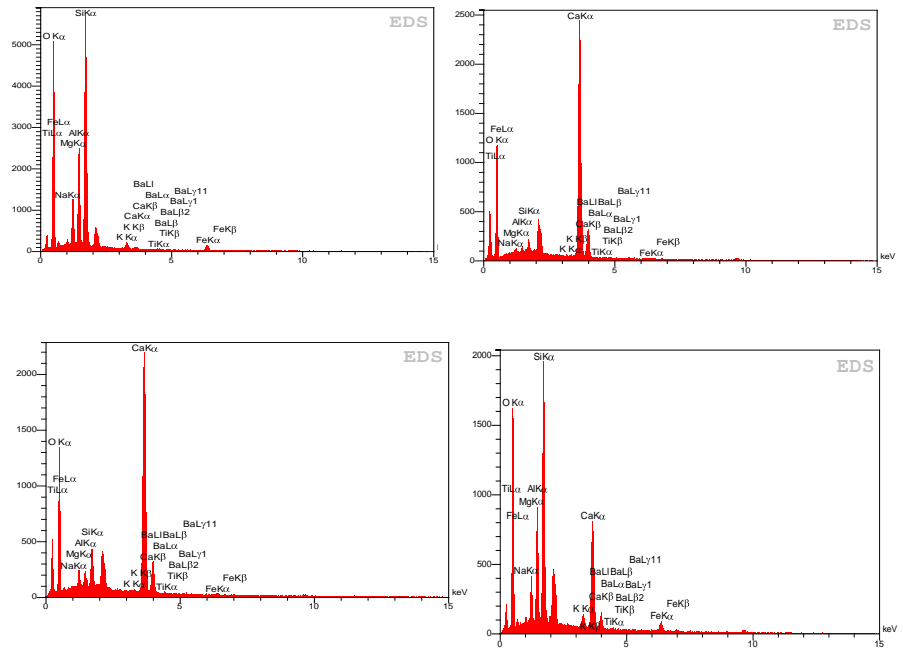 SiKα
EDS
5000
O Kα
4000
3000
FeLα
TiLα AlKα
MgKα
2000
NaKα
1000
BaLl
BaLα BaLγ11
CaKβ BaLγ1
CaKα BaLβ2
K Kβ BaLβ
K Kα TiKβ
TiKα
FeKβ
FeKα
0
0 5 10 15
2500
CaKα
EDS
2000
1500
FeLα
O Kα
TiLα
1000
500
SiKα
AlKα
MgKα
NaKα
BaLγ11
BaLlBaLβ
BaLα
BaLγ1
CaKβ
BaLβ2
K Kβ TiKβ
K Kα TiKα
FeKβ
FeKα
0
keV
0 5 10 15
CaKα
EDS
2000
1500
O Kα
FeLα
TiLα
1000
500
SiKα
AlKα
MgKα
NaKα
BaLγ11
BaLlBaLβ
BaLα
CaKβ BaLγ1
BaLβ2
K Kβ TiKβ
K Kα TiKα
FeKβ
FeKα
0
keV
0 5 10 15
2000
SiKα
EDS
O Kα
1500
TiLα AlKα
MgKα
FeLα
1000
CaKα
NaKα
500
BaLγ11
BaLlBaLβ
BaLαBaLγ1
CaKβ BaLβ2
K Kα TiKβ
K Kβ TiKα
FeKβ
FeKα
0
keV
0 5 10 15